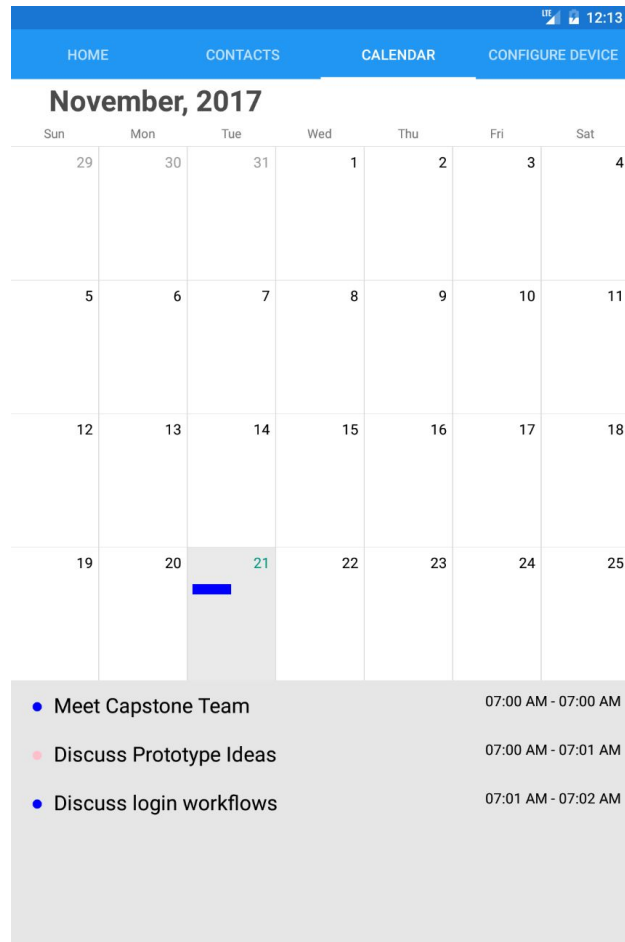 LTE 12:13
HOME CONTACTS CALENDAR CONFIGURE DEVICE
November, 2017
Sun Mon Tue Wed Thu Fri Sat
29 30 31 1 2 3 4
5 6 7 8 9 10 11
12 13 14 15 16 17 18
19 20 21 22 23 24 25
Meet Capstone Team 07:00 AM - 07:00 AM
Discuss Prototype Ideas 07:00 AM - 07:01 AM
Discuss login workflows 07:01 AM - 07:02 AM